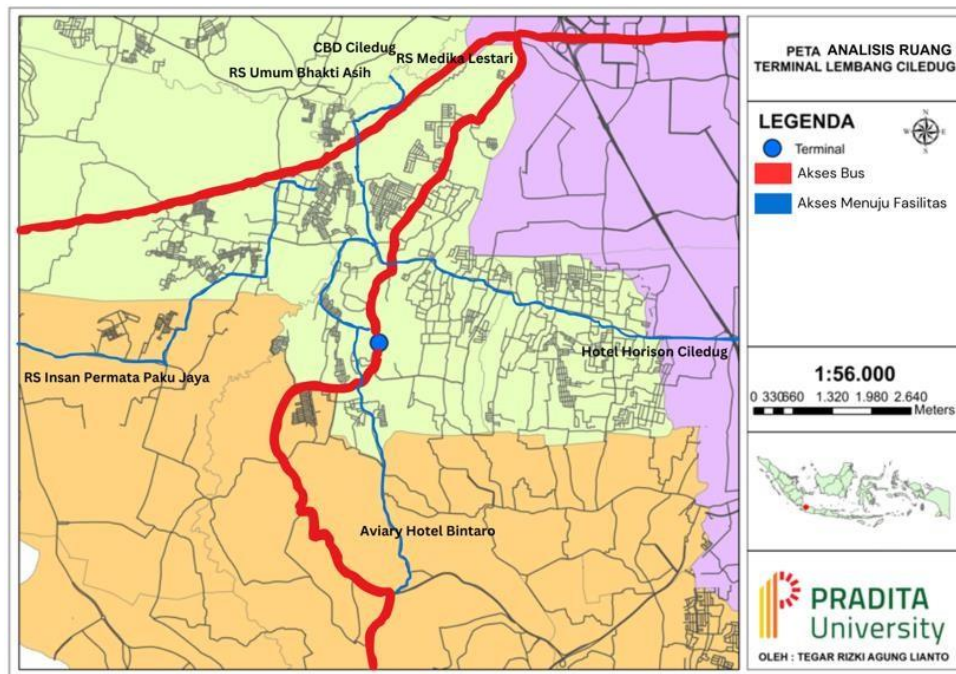 CBD Ciledug
RS Medika Lestari
RS Umum Bhakti Asih
Hotel Horison Ciledug
RS Insan Permata Paku Jaya
Aviary Hotel Bintaro
PETA ANALISIS RUANG
TERMINAL LEMBANG CILEDUG
LEGENDA
N
W E
S
Terminal
Akses Bus
Akses Menuju Fasilitas
1:56.000
0 330660 1.320 1.980 2.640
Meters
PRADITA
University
OLEH : TEGAR RIZKI AGUNG LIANTO